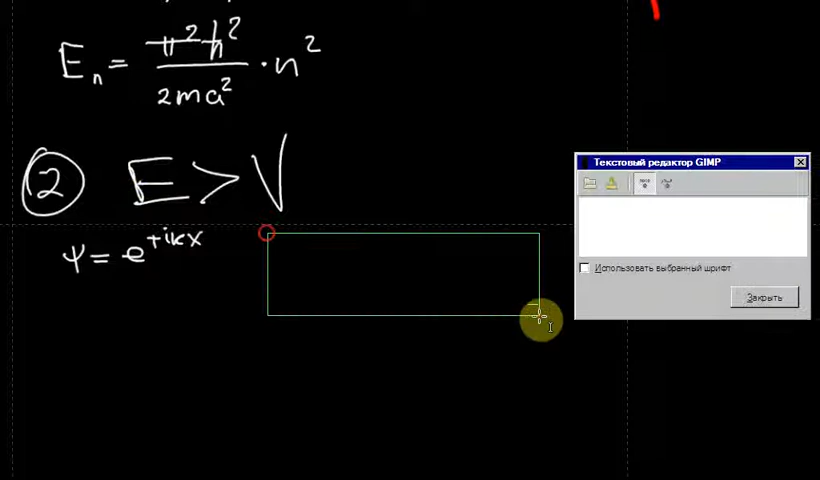 Eₙ = π²ħ² / 2ma² · n²
② E > V
ψ = e^{+ikx}
Текстовый редактор GIMP
Использовать выбранный шрифт
Закрыть